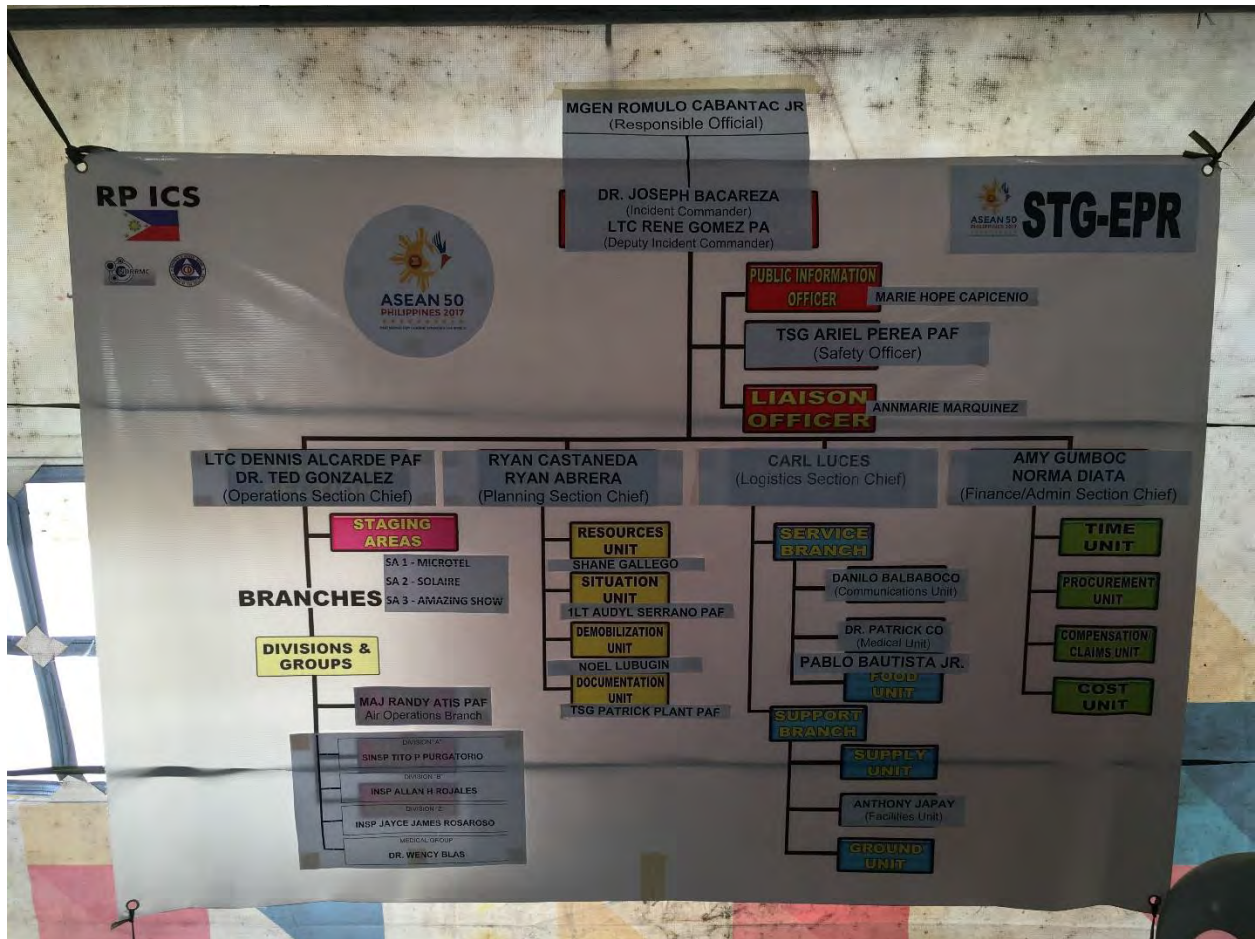 MGEN ROMULO CABANTAC JR
(Responsible Official)
DR. JOSEPH BACAREZA
(Incident Commander)
LTC RENE GOMEZ PA
(Deputy Incident Commander)
RP ICS
ASEAN 50
PHILIPPINES 2017
ASEAN 50
PHILIPPINES 2017
STG-EPR
PUBLIC INFORMATION
OFFICER
MARIE HOPE CAPICENIO
TSG ARIEL PEREA PAF
(Safety Officer)
LIAISON
OFFICER
ANNMARIE MARQUINEZ
LTC DENNIS ALCARDE PAF
DR. TED GONZALEZ
(Operations Section Chief)
STAGING
AREAS
SA 1 - MICROTEL
SA 2 - SOLAIRE
SA 3 - AMAZING SHOW
BRANCHES
DIVISIONS &
GROUPS
MAJ RANDY ATIS PAF
Air Operations Branch
DIVISION "A"
SINSP TITO P PURGATORIO
DIVISION "B"
INSP ALLAN H ROJALES
DIVISION
INSP JAYCE JAMES ROSAROSO
MEDICAL GROUP
DR. WENCY BLAS
RYAN CASTANEDA
RYAN ABRERA
(Planning Section Chief)
RESOURCES
UNIT
SHANE GALLEGO
SITUATION
UNIT
1LT AUDYL SERRANO PAF
DEMOBILIZATION
UNIT
NOEL LUBUGIN
DOCUMENTATION
UNIT
TSG PATRICK PLANT PAF
CARL LUCES
(Logistics Section Chief)
SERVICE
BRANCH
DANILO BALBABOCO
(Communications Unit)
DR. PATRICK CO
(Medical Unit)
PABLO BAUTISTA JR.
FOOD
UNIT
SUPPORT
BRANCH
SUPPLY
UNIT
ANTHONY JAPAY
(Facilities Unit)
GROUND
UNIT
AMY GUMBOC
NORMA DIATA
(Finance/Admin Section Chief)
TIME
UNIT
PROCUREMENT
UNIT
COMPENSATION
CLAIMS UNIT
COST
UNIT